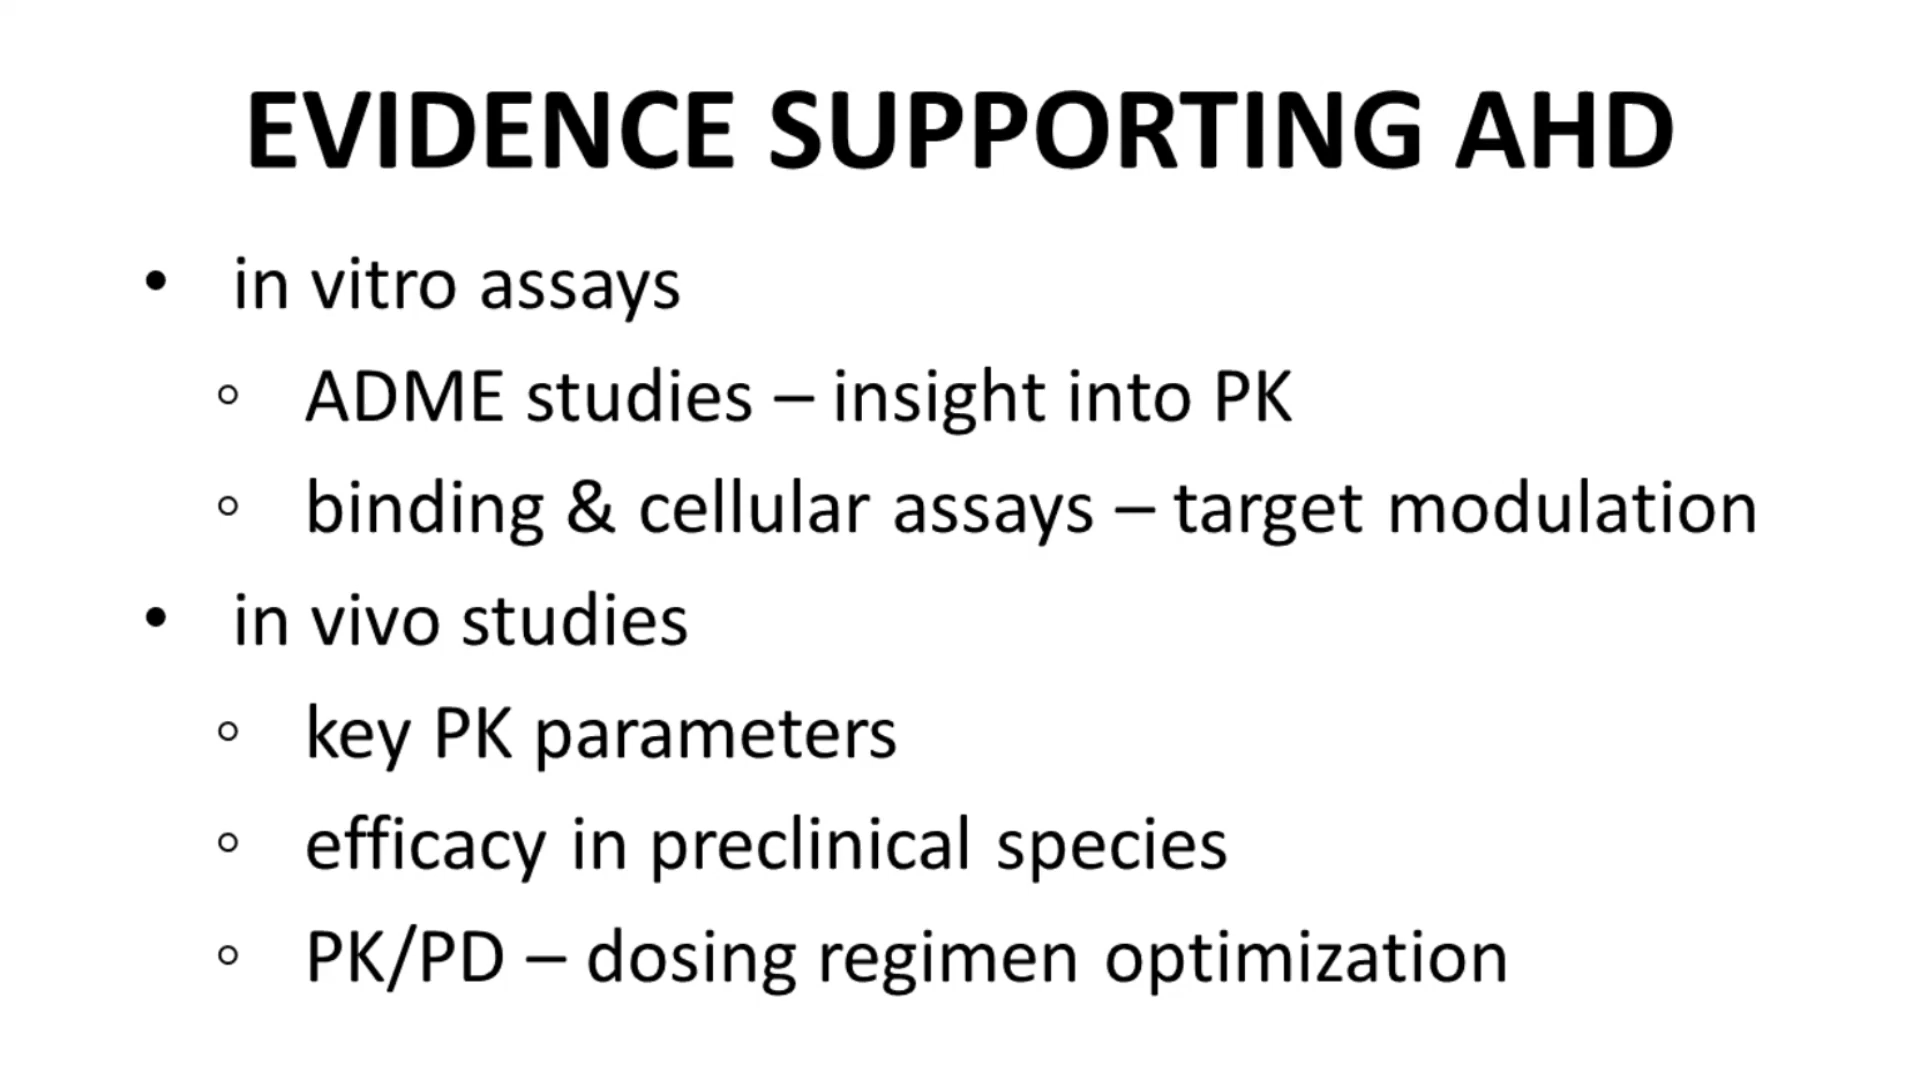 EVIDENCE SUPPORTING AHD
• in vitro assays
◦ ADME studies – insight into PK
◦ binding & cellular assays – target modulation
• in vivo studies
◦ key PK parameters
◦ efficacy in preclinical species
◦ PK/PD – dosing regimen optimization